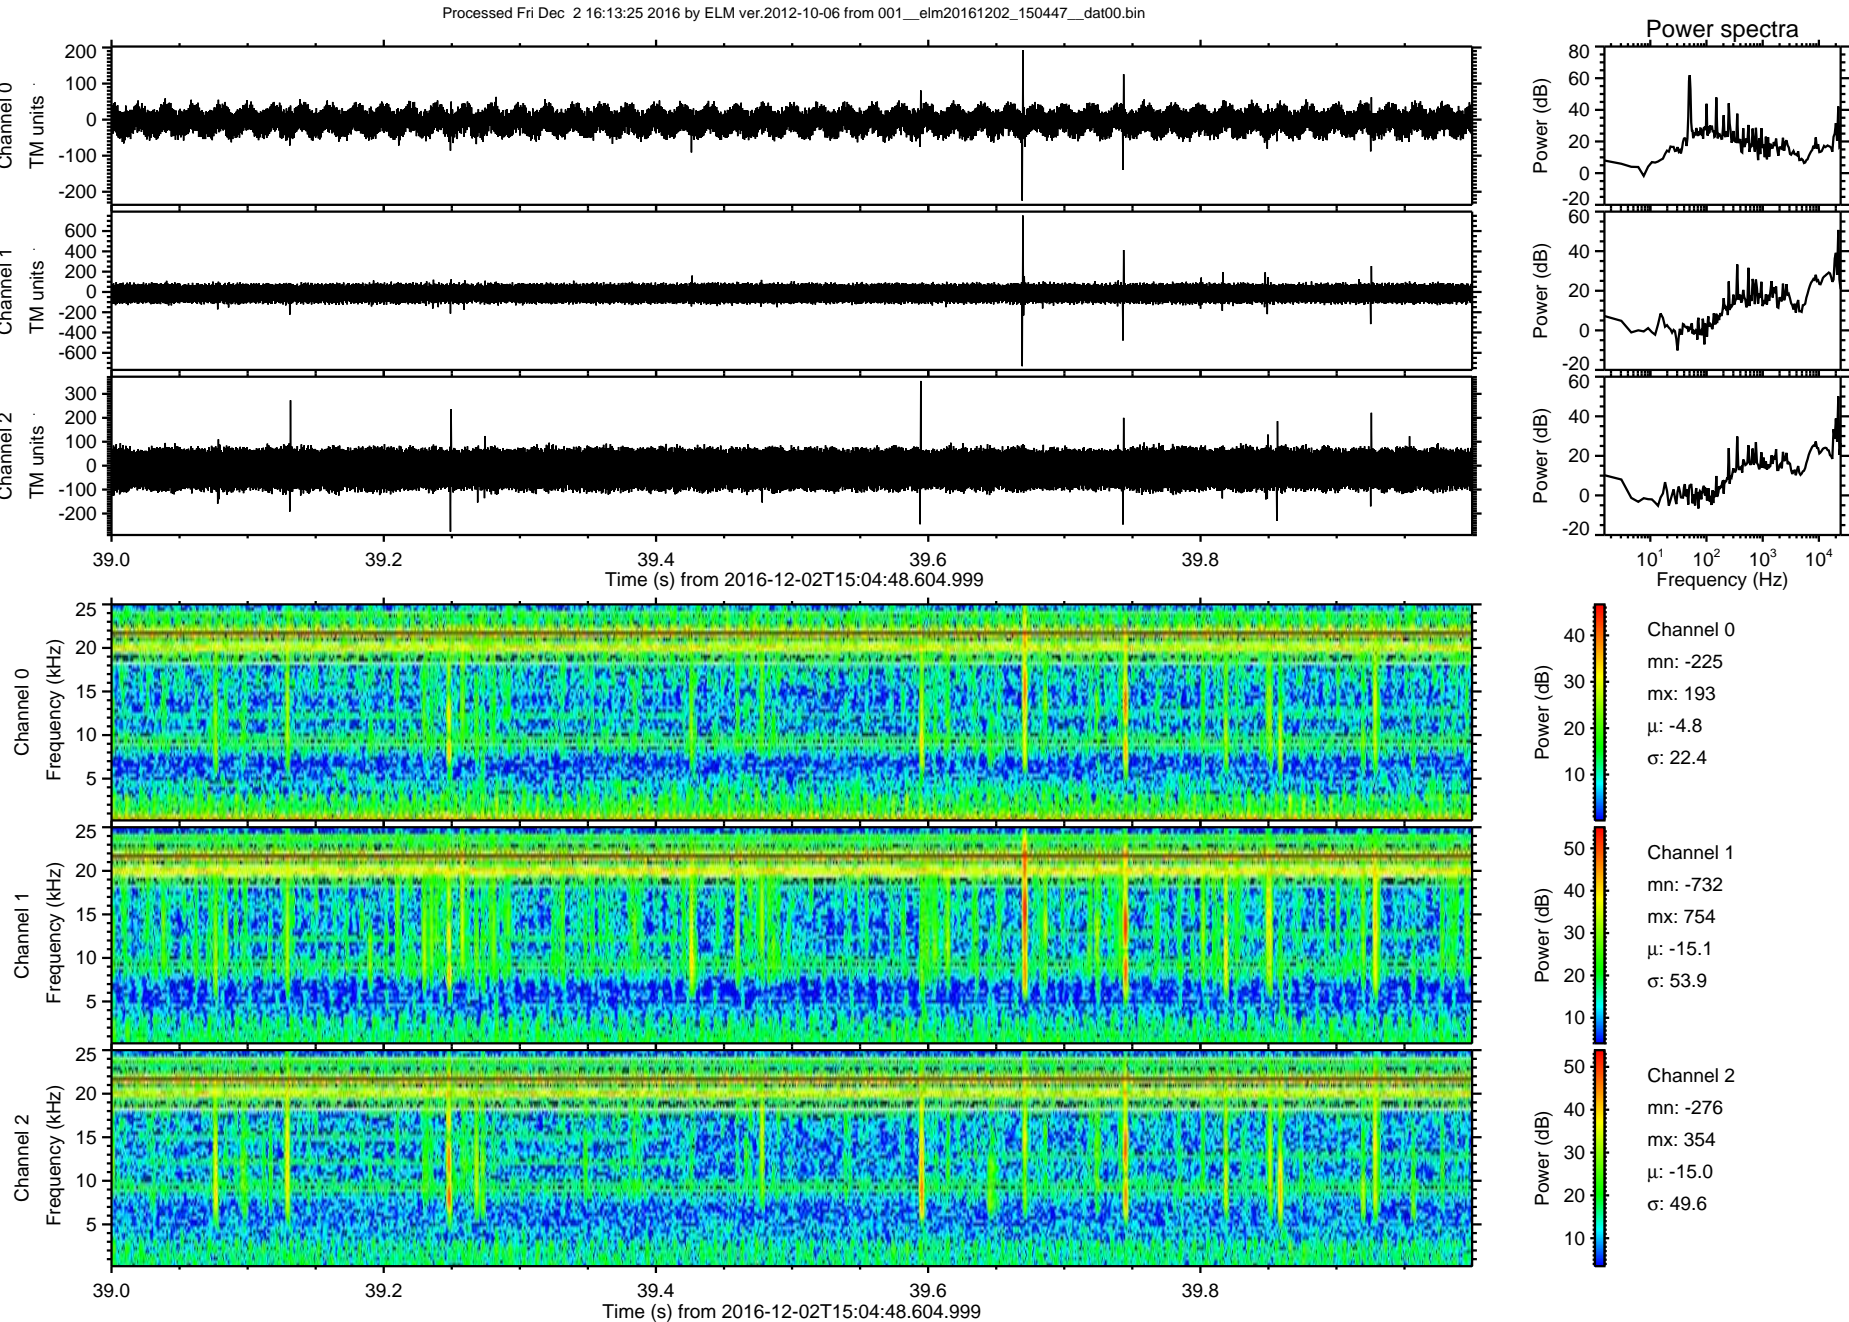 Processed Fri Dec  2 16:13:25 2016 by ELM ver.2012-10-06 from 001__elm20161202_150447__dat00.bin
Power spectra
Channel 0
TM units
200
100
0
-100
-200
Power (dB)
80
60
40
20
0
-20
Channel 1
TM units
600
400
200
0
-200
-400
-600
Power (dB)
60
40
20
0
-20
Channel 2
TM units
300
200
100
0
-100
-200
Power (dB)
60
40
20
0
-20
39.0 39.2 39.4 39.6 39.8
Time (s) from 2016-12-02T15:04:48.604.999
10^1 10^2 10^3 10^4
Frequency (Hz)
Channel 0
Frequency (kHz)
25
20
15
10
5
Power (dB)
40
30
20
10
Channel 0
mn: -225
mx: 193
μ: -4.8
σ: 22.4
Channel 1
Frequency (kHz)
25
20
15
10
5
Power (dB)
50
40
30
20
10
Channel 1
mn: -732
mx: 754
μ: -15.1
σ: 53.9
Channel 2
Frequency (kHz)
25
20
15
10
5
Power (dB)
50
40
30
20
10
Channel 2
mn: -276
mx: 354
μ: -15.0
σ: 49.6
39.0 39.2 39.4 39.6 39.8
Time (s) from 2016-12-02T15:04:48.604.999